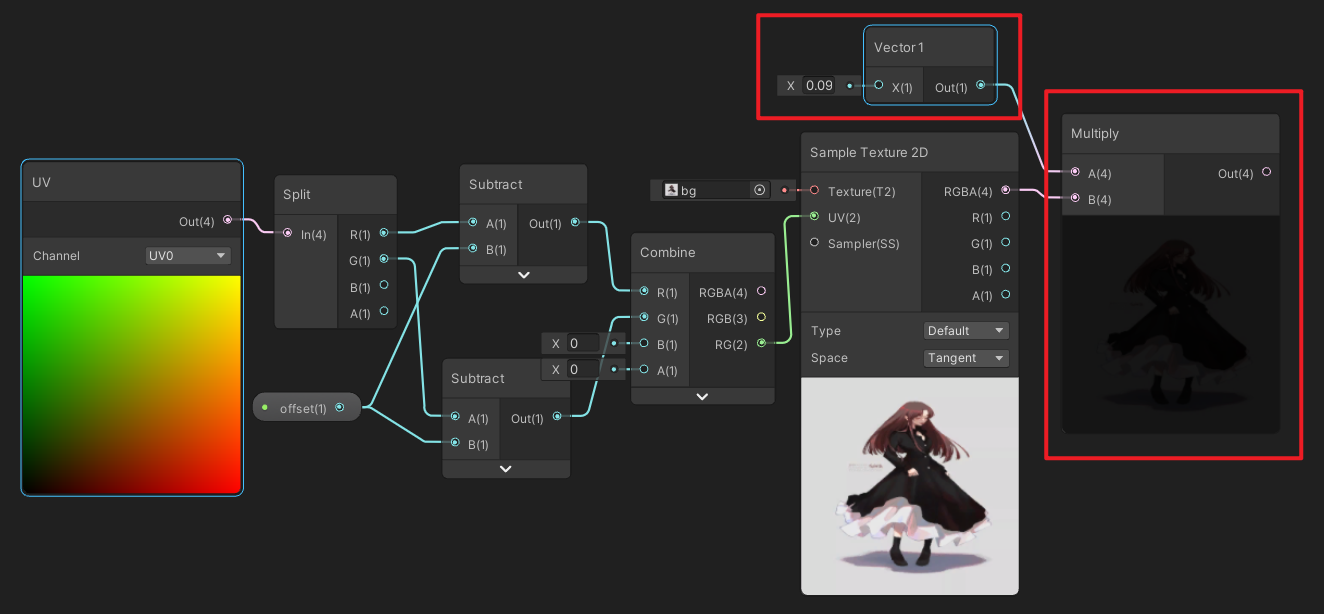 UV
Out(4)
Channel
UV0
Split
In(4)
R(1)
G(1)
B(1)
A(1)
offset(1)
Subtract
A(1)
Out(1)
B(1)
Subtract
A(1)
Out(1)
B(1)
X 0
X 0
Combine
R(1)
RGBA(4)
G(1)
RGB(3)
B(1)
RG(2)
A(1)
bg
X 0.09
Vector 1
X(1)
Out(1)
Sample Texture 2D
Texture(T2)
RGBA(4)
UV(2)
R(1)
Sampler(SS)
G(1)
B(1)
A(1)
Type
Default
Space
Tangent
Multiply
A(4)
Out(4)
B(4)